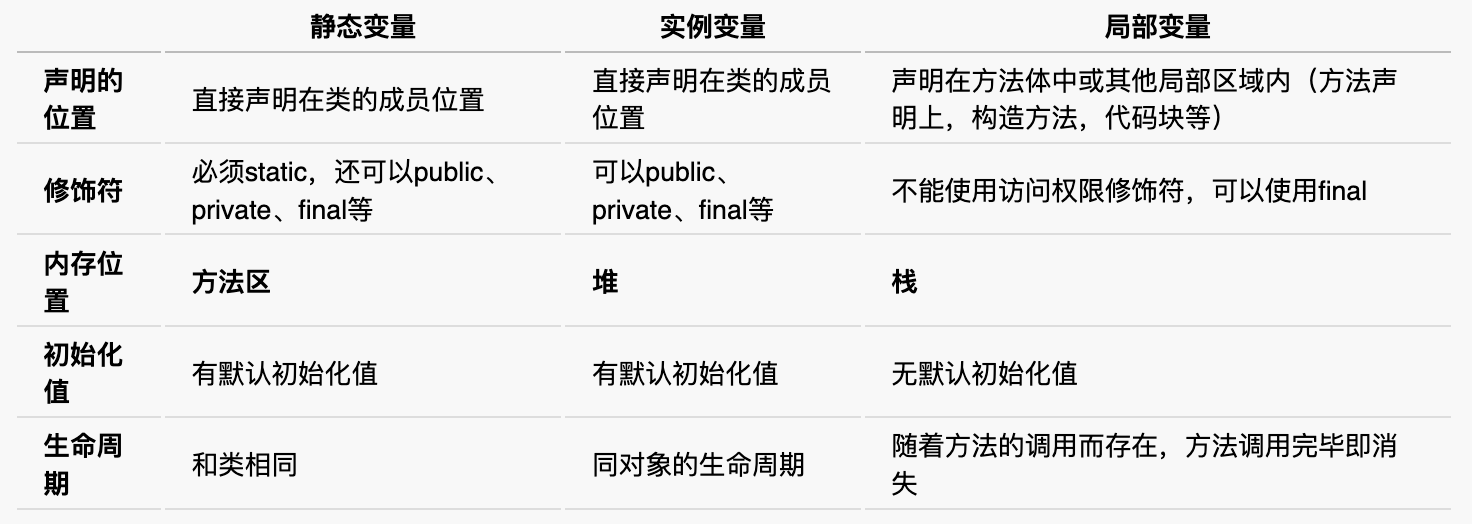 静态变量 实例变量 局部变量
声明的 直接声明在类的成员位置 直接声明在类的成员 声明在方法体中或其他局部区域内（方法声
位置 位置 明上，构造方法，代码块等）
修饰符 必须static，还可以public、 可以public、 不能使用访问权限修饰符，可以使用final
private、final等 private、final等
内存位 方法区 堆 栈
置
初始化 有默认初始化值 有默认初始化值 无默认初始化值
值
生命周 和类相同 同对象的生命周期 随着方法的调用而存在，方法调用完毕即消
期 失